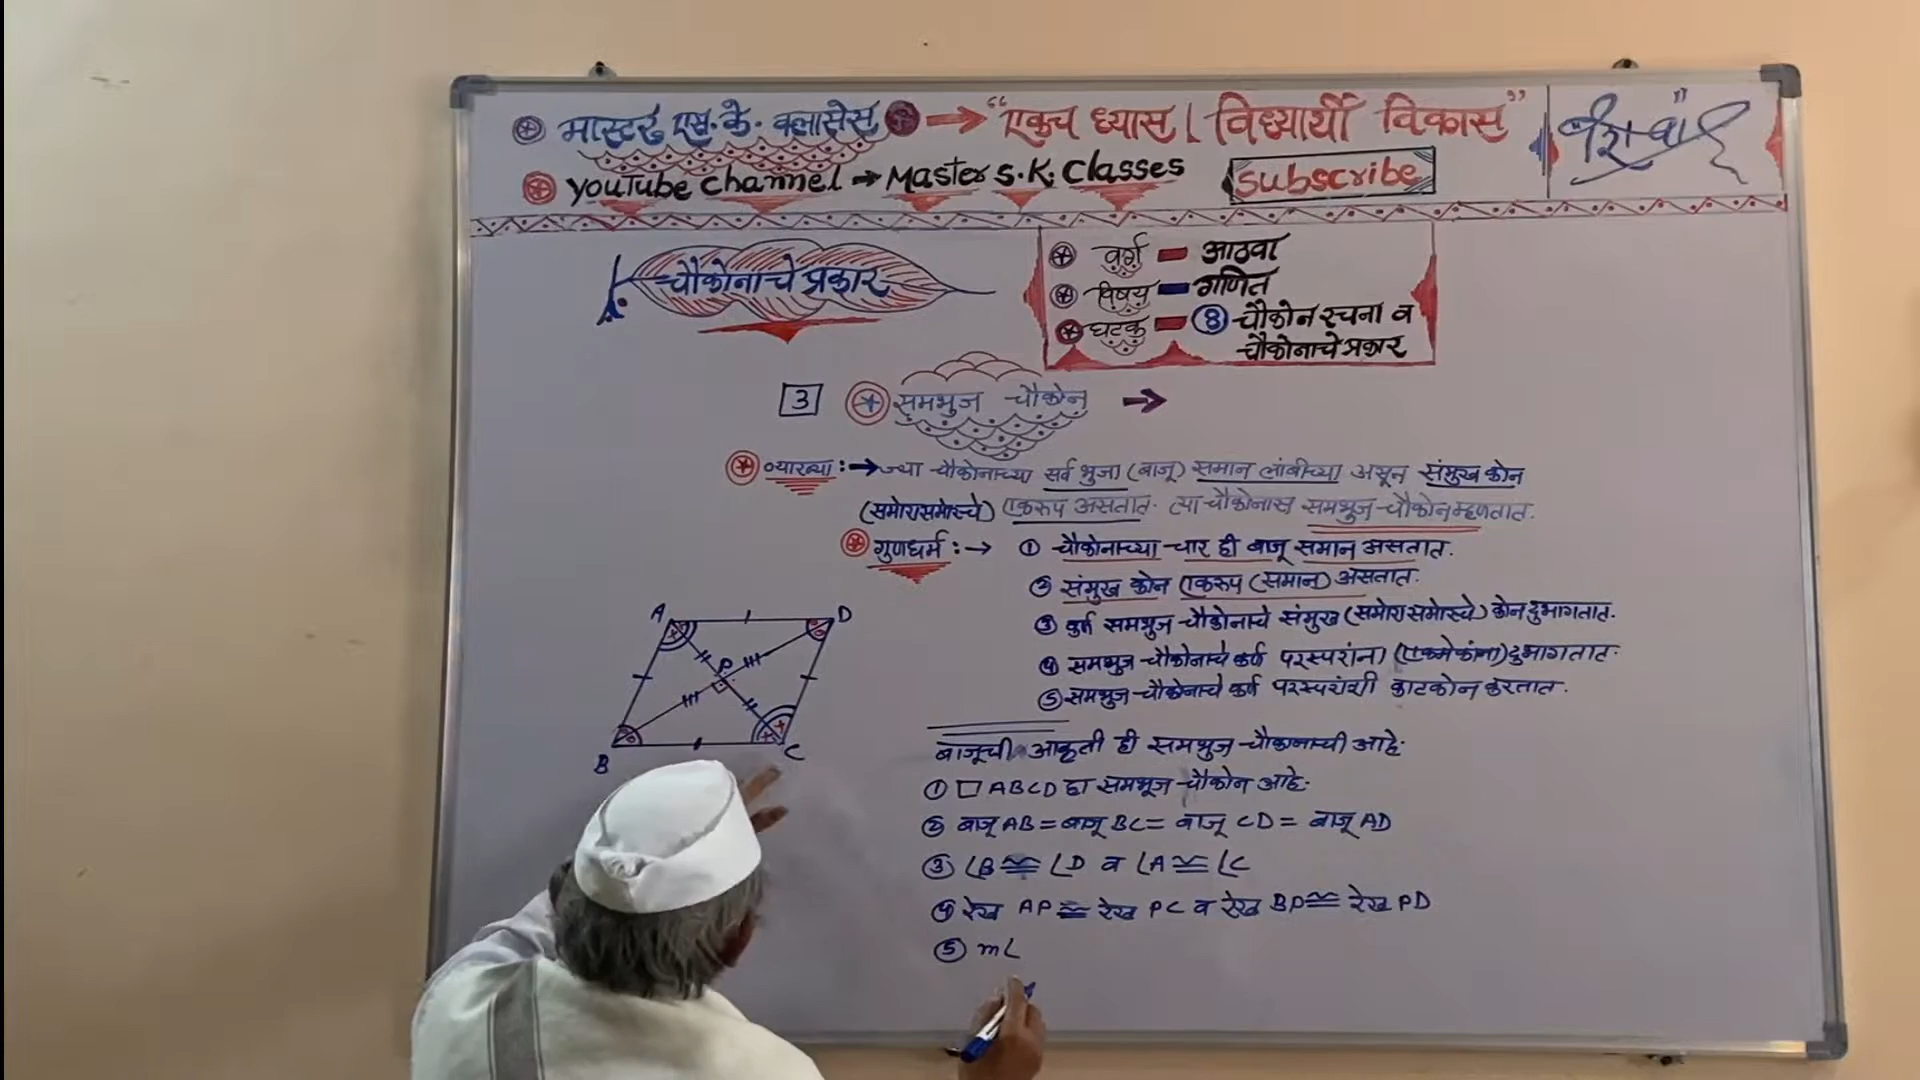 मास्टर एस. के. क्लासेस → “एकच ध्यास। विद्यार्थी विकास”
YouTube Channel → Master S.K. Classes Subscribe
चौकोनाचे प्रकार
वर्ग - आठवा
विषय - गणित
घटक - 8 चौकोन रचना व
चौकोनाचे प्रकार
3 समभुज चौकोन →
व्याख्या :→ ज्या चौकोनाच्या सर्व भुजा (बाजू) समान लांबीच्या असून संमुख कोन
(समोरासमोरचे) एकरूप असतात. त्या चौकोनास समभुज चौकोन म्हणतात.
गुणधर्म :→ ① चौकोनाच्या चार ही बाजू समान असतात.
② संमुख कोन एकरूप (समान) असतात.
③ कर्ण समभुज चौकोनाचे संमुख (समोरासमोरचे) कोन दुभागतात.
④ समभुज चौकोनाचे कर्ण परस्परांना (एकमेकांना) दुभागतात.
⑤ समभुज चौकोनाचे कर्ण परस्परांशी काटकोन करतात.
A D
P
B C
बाजूची आकृती ही समभुज चौकोनाची आहे.
① □ ABCD हा समभूज चौकोन आहे.
② बाजू AB = बाजू BC = बाजू CD = बाजू AD
③ ∠B ≅ ∠D व ∠A ≅ ∠C
④ रेख AP ≅ रेख PC व रेख BP ≅ रेख PD
⑤ m∠